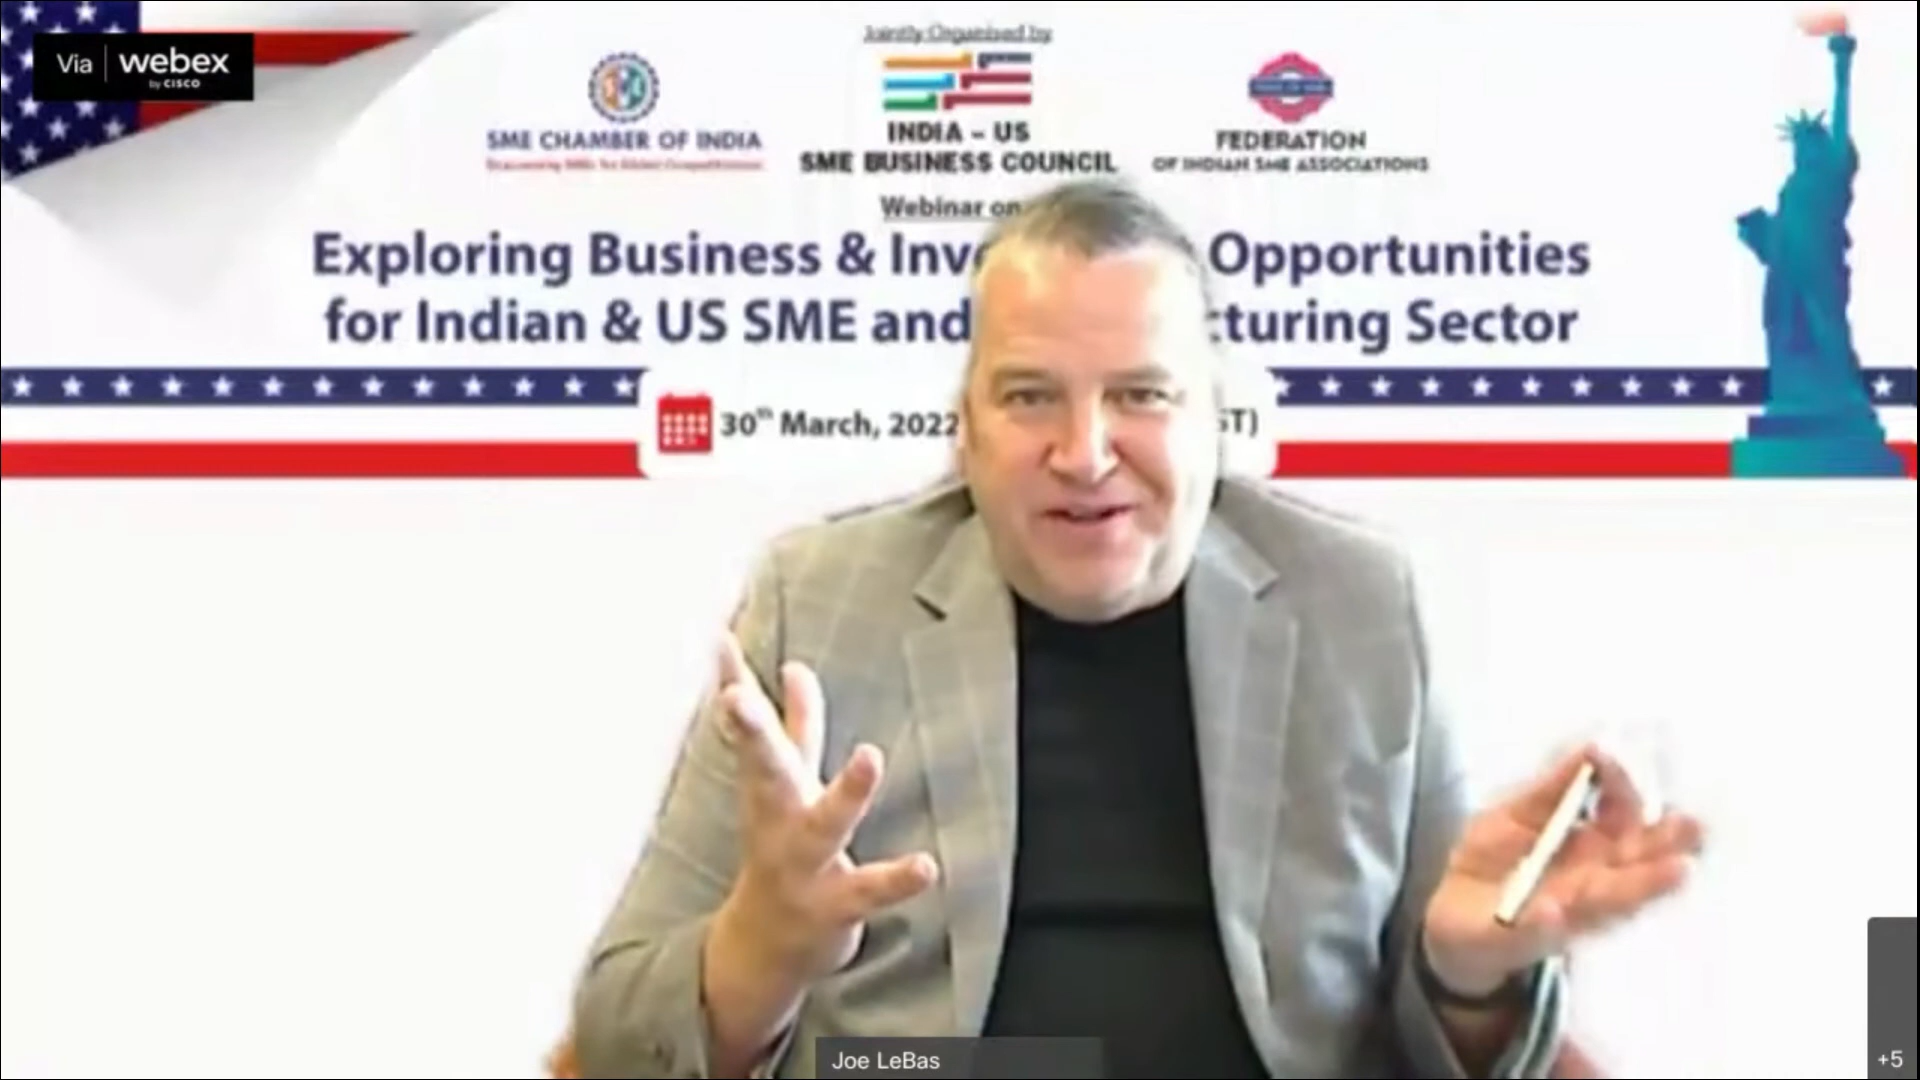 Via webex
by CISCO
Jointly Organised by
SME CHAMBER OF INDIA
INDIA - US
SME BUSINESS COUNCIL
FEDERATION
OF INDIAN SME ASSOCIATIONS
Webinar on
Exploring Business & Inv Opportunities
for Indian & US SME and cturing Sector
30th March, 2022 ST)
Joe LeBas
+5